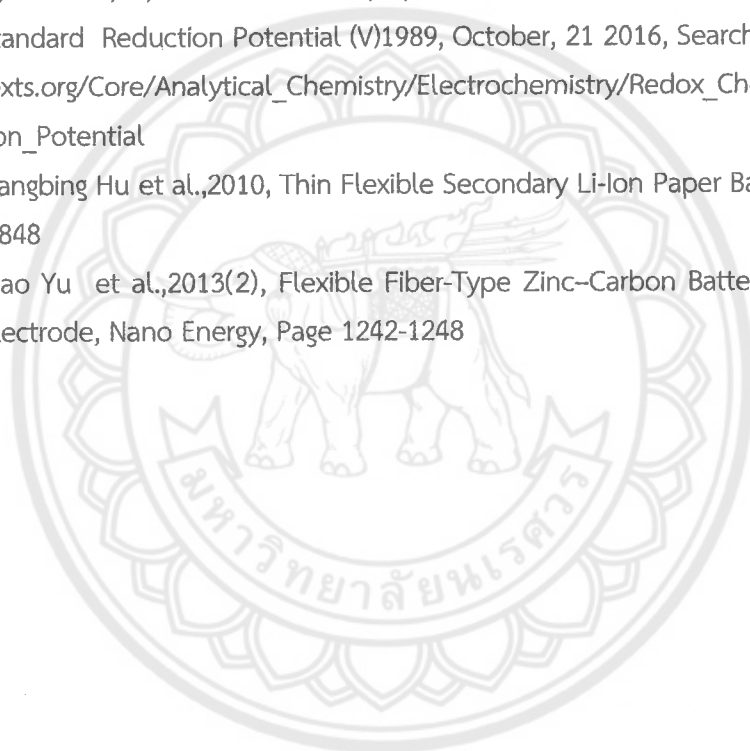 tandard Reduction Potential (V)1989, October, 21 2016, Search
exts.org/Core/Analytical_Chemistry/Electrochemistry/Redox_Ch
on_Potential
angbing Hu et al.,2010, Thin Flexible Secondary Li-Ion Paper Ba
848
ao Yu et al.,2013(2), Flexible Fiber-Type Zinc–Carbon Batte
lectrode, Nano Energy, Page 1242-1248
มหาวิทยาลัยนเรศวร